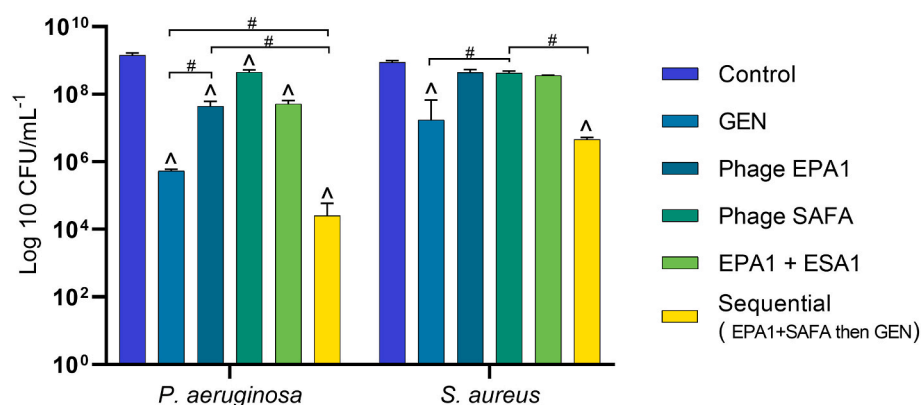 10^10
10^8
10^6
10^4
10^2
10^0
Log 10 CFU/mL^-1
#
#
#
#
#
^
^
^
^
^
^
^
P. aeruginosa
S. aureus
Control
GEN
Phage EPA1
Phage SAFA
EPA1 + ESA1
Sequential
( EPA1+SAFA then GEN)